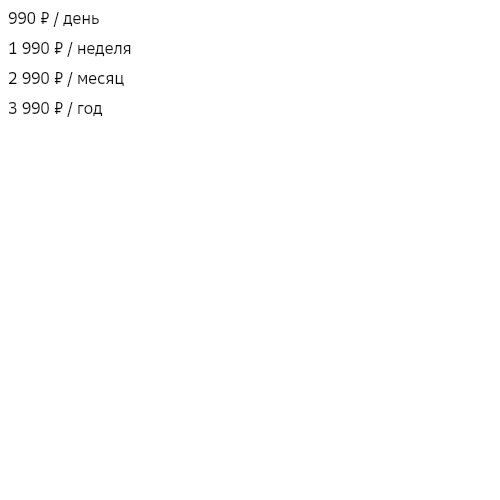 990 ₽ / день
1 990 ₽ / неделя
2 990 ₽ / месяц
3 990 ₽ / год